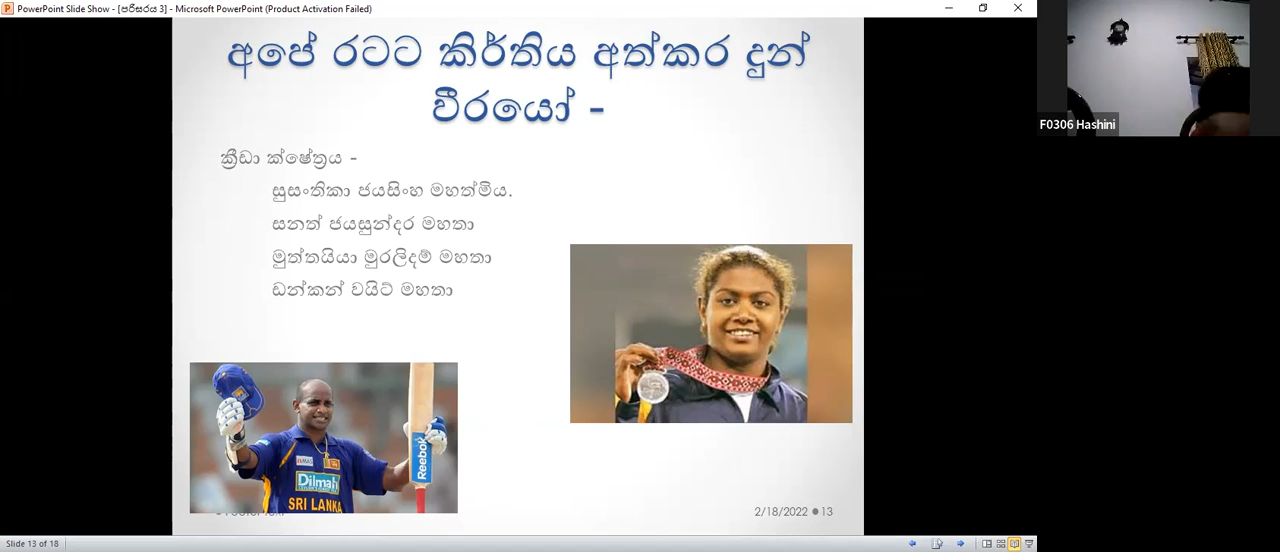 PowerPoint Slide Show - [පරිසරය 3] - Microsoft PowerPoint (Product Activation Failed)
අපේ රටට කිර්තිය අත්කර දුන්
වීරයෝ -
ක්‍රීඩා ක්ෂේත්‍රය -
සුසංතිකා ජයසිංහ මහත්මිය.
සනත් ජයසුන්දර මහතා
මුත්තයියා මුරලිදම් මහතා
ඩන්කන් වයිට් මහතා
Reebok
MAS
Dilmah
SRI LANKA
2/18/2022 13
F0306 Hashini
Slide 13 of 18